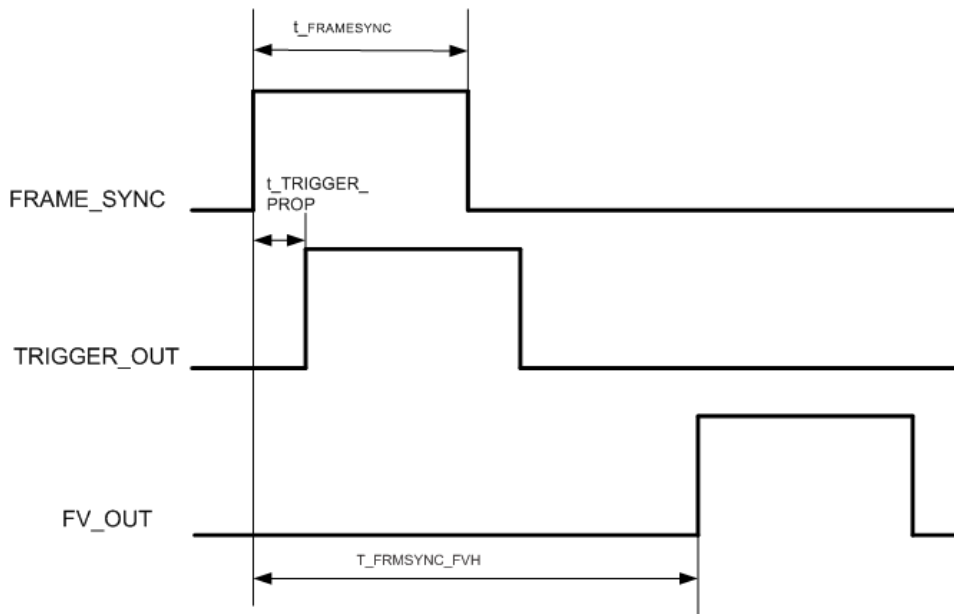 t_FRAMESYNC
FRAME_SYNC
t_TRIGGER_
PROP
TRIGGER_OUT
FV_OUT
T_FRMSYNC_FVH